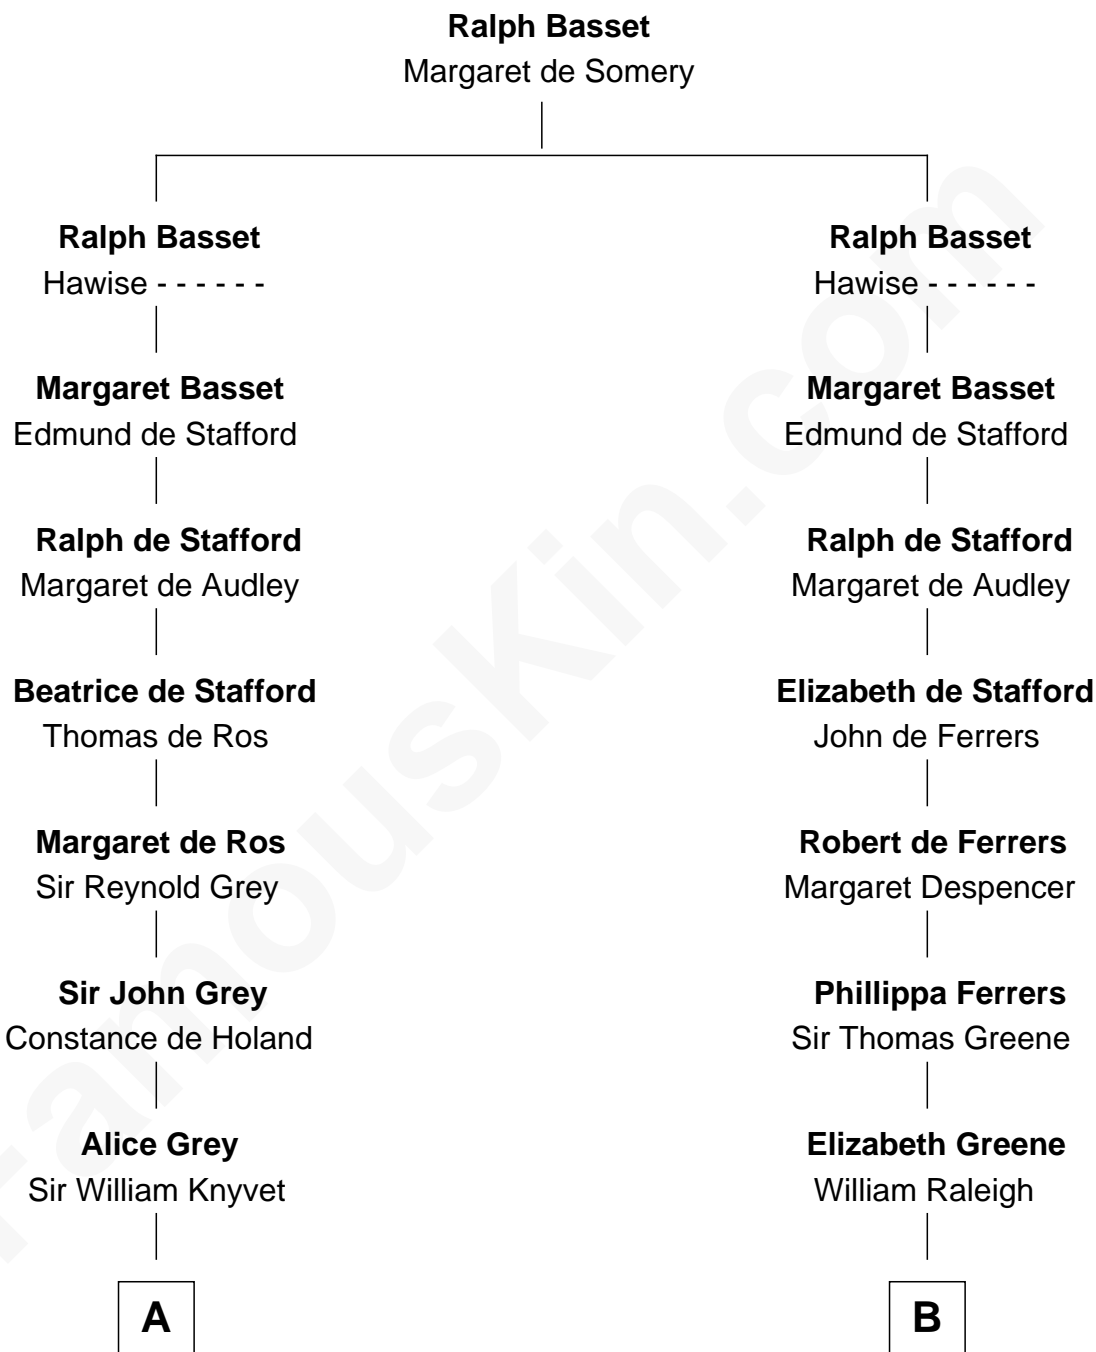 Ralph Basset
Margaret de Somery
Ralph Basset
Hawise - - - - - -
Margaret Basset
Edmund de Stafford
Ralph de Stafford
Margaret de Audley
Beatrice de Stafford
Thomas de Ros
Margaret de Ros
Sir Reynold Grey
Sir John Grey
Constance de Holand
Alice Grey
Sir William Knyvet
A
Ralph Basset
Hawise - - - - - -
Margaret Basset
Edmund de Stafford
Ralph de Stafford
Margaret de Audley
Elizabeth de Stafford
John de Ferrers
Robert de Ferrers
Margaret Despencer
Phillippa Ferrers
Sir Thomas Greene
Elizabeth Greene
William Raleigh
B
FamousKin.com